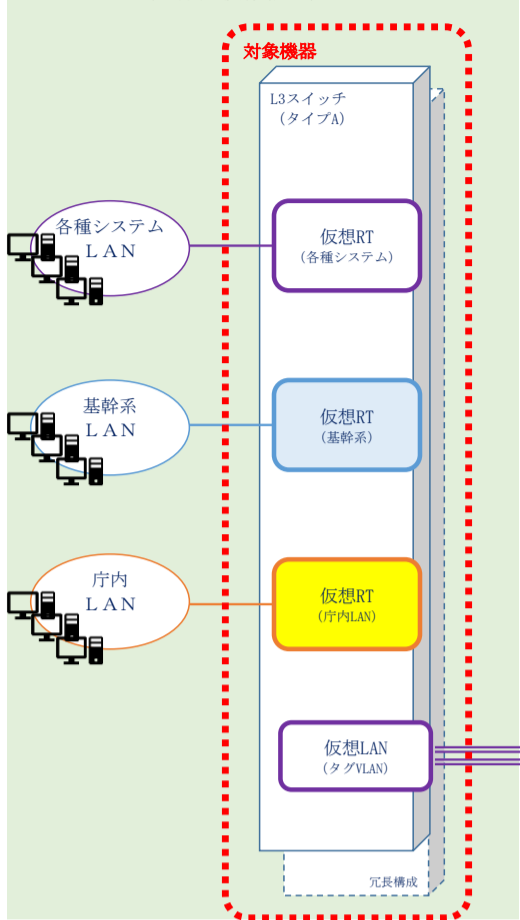 対象機器
L3スイッチ
(タイプA)
各種システム
LAN
仮想RT
(各種システム)
基幹系
LAN
仮想RT
(基幹系)
庁内
LAN
仮想RT
(庁内LAN)
仮想LAN
(タグVLAN)
冗長構成